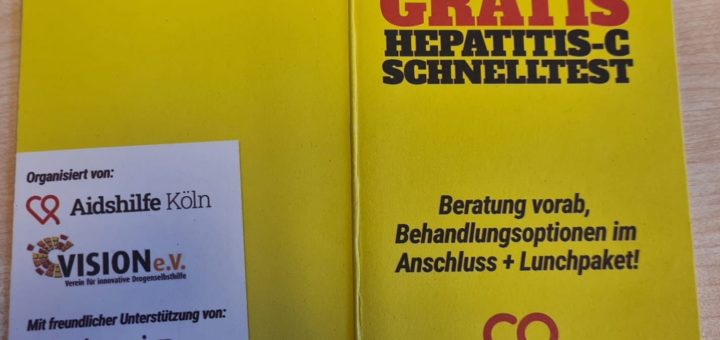 Organisiert von:
Aidshilfe Köln
VISION e.V.
Verein für innovative Drogenselbsthilfe
Mit freundlicher Unterstützung von:
GRATIS
HEPATITIS-C
SCHNELLTEST
Beratung vorab,
Behandlungsoptionen im
Anschluss + Lunchpaket!